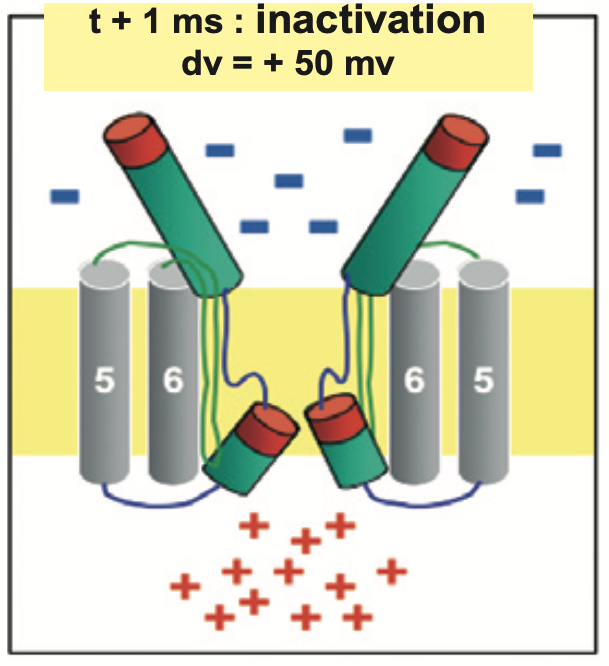 t + 1 ms : inactivation
dv = + 50 mv
5 6 6 5